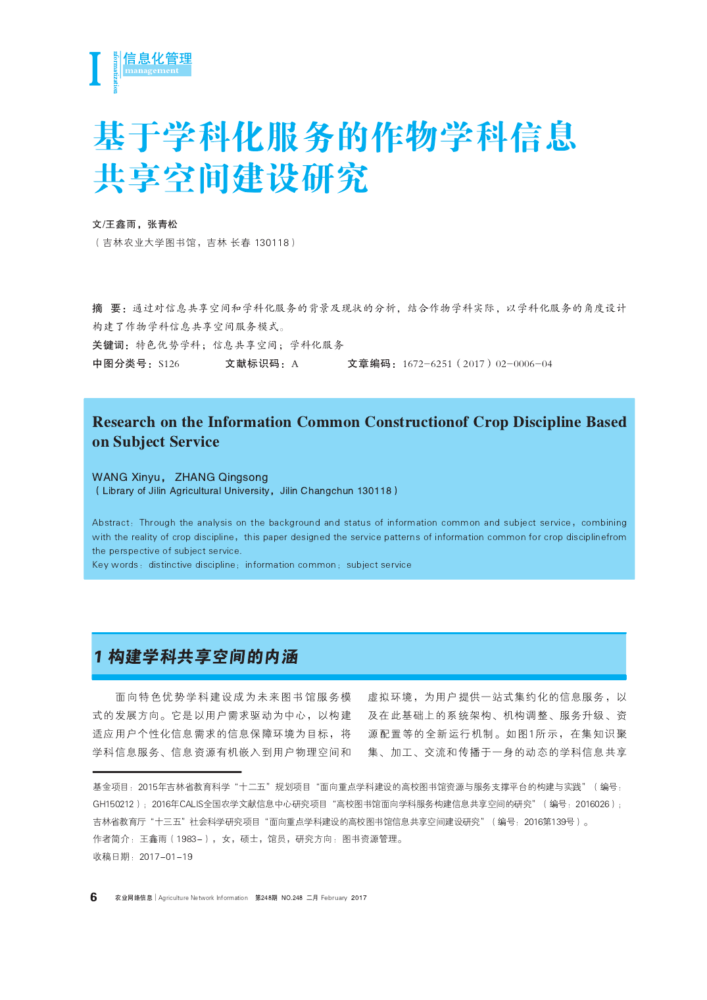 I
nformatization
信息化管理
management
基于学科化服务的作物学科信息
共享空间建设研究
文/王鑫雨，张青松
（吉林农业大学图书馆，吉林 长春 130118）
摘 要：通过对信息共享空间和学科化服务的背景及现状的分析，结合作物学科实际，以学科化服务的角度设计
构建了作物学科信息共享空间服务模式。
关键词：特色优势学科；信息共享空间；学科化服务
中图分类号：S126 文献标识码：A 文章编码：1672-6251（2017）02-0006-04
Research on the Information Common Constructionof Crop Discipline Based
on Subject Service
WANG Xinyu， ZHANG Qingsong
（Library of Jilin Agricultural University，Jilin Changchun 130118）
Abstract：Through the analysis on the background and status of information common and subject service，combining
with the reality of crop discipline，this paper designed the service patterns of information common for crop disciplinefrom
the perspective of subject service.
Key words：distinctive discipline；information common；subject service
1 构建学科共享空间的内涵
面向特色优势学科建设成为未来图书馆服务模
式的发展方向。它是以用户需求驱动为中心，以构建
适应用户个性化信息需求的信息保障环境为目标，将
学科信息服务、信息资源有机嵌入到用户物理空间和
虚拟环境，为用户提供一站式集约化的信息服务，以
及在此基础上的系统架构、机构调整、服务升级、资
源配置等的全新运行机制。如图1所示，在集知识聚
集、加工、交流和传播于一身的动态的学科信息共享
基金项目：2015年吉林省教育科学“十二五”规划项目“面向重点学科建设的高校图书馆资源与服务支撑平台的构建与实践”（编号：
GH150212）；2016年CALIS全国农学文献信息中心研究项目“高校图书馆面向学科服务构建信息共享空间的研究”（编号：2016026）；
吉林省教育厅“十三五”社会科学研究项目“面向重点学科建设的高校图书馆信息共享空间建设研究”（编号：2016第139号）。
作者简介：王鑫雨（1983-），女，硕士，馆员，研究方向：图书资源管理。
收稿日期：2017-01-19
6 农业网络信息 | Agriculture Network Information 第248期 NO.248 二月 February 2017